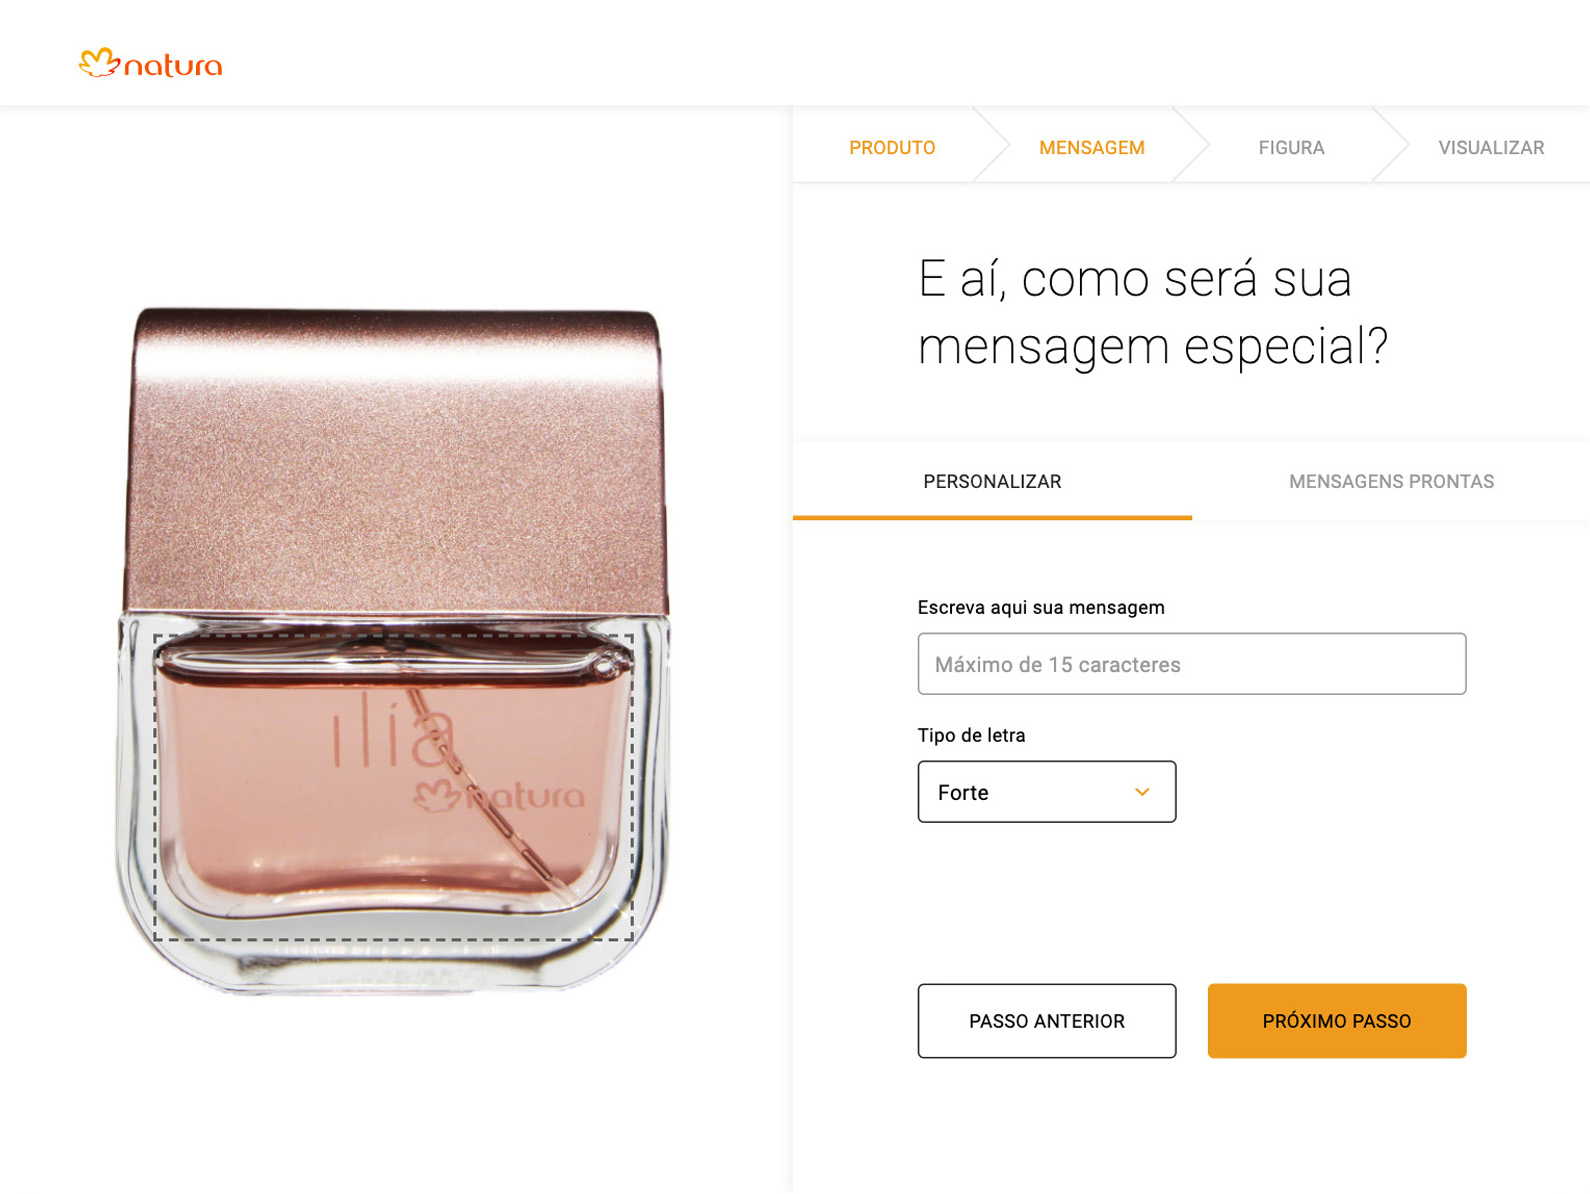 natura
PRODUTO
MENSAGEM
FIGURA
VISUALIZAR
E aí, como será sua
mensagem especial?
PERSONALIZAR
MENSAGENS PRONTAS
Escreva aqui sua mensagem
Máximo de 15 caracteres
Tipo de letra
Forte
PASSO ANTERIOR
PRÓXIMO PASSO
ilía
natura